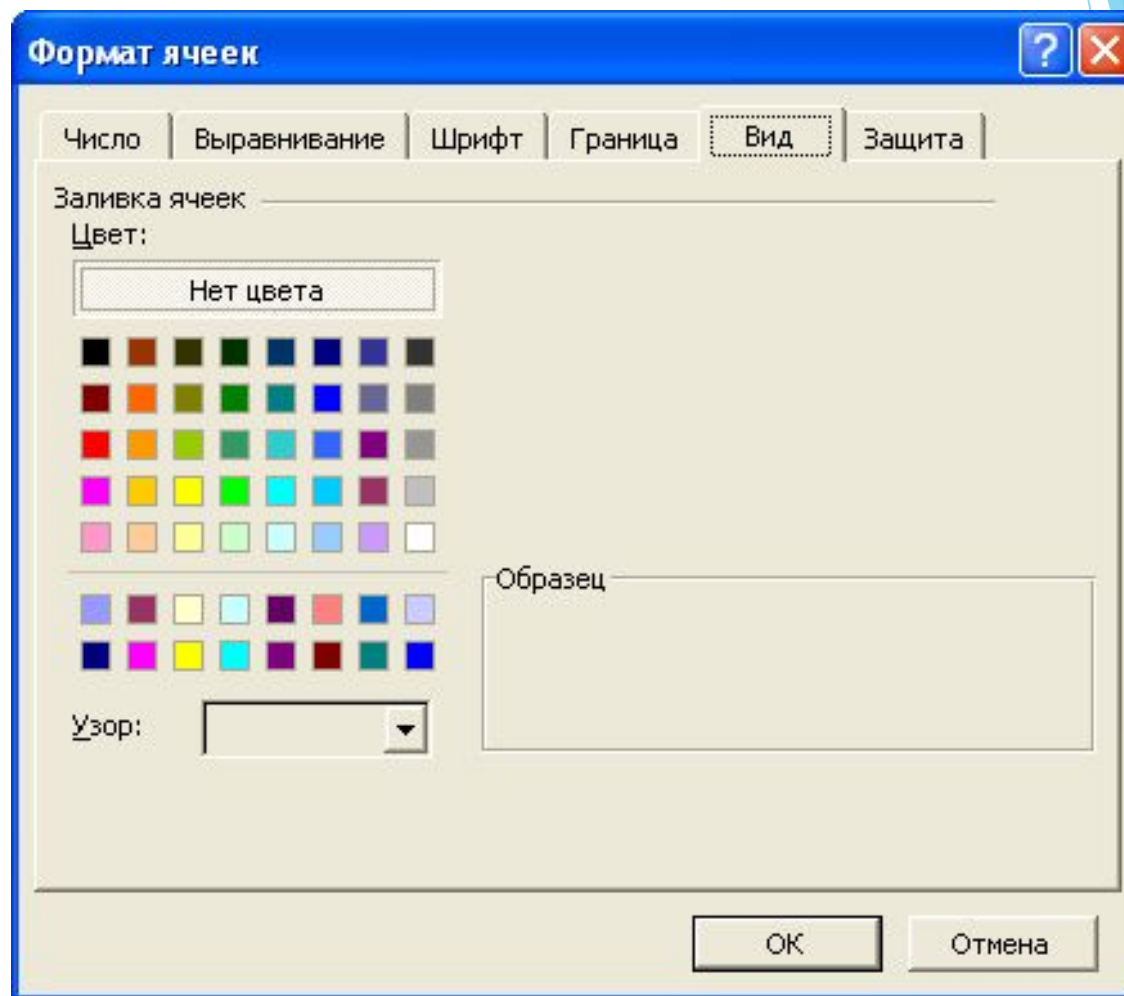 Формат ячеек
Число Выравнивание Шрифт Граница Вид Защита
Заливка ячеек
Цвет:
Нет цвета
Образец
Узор:
ОК Отмена